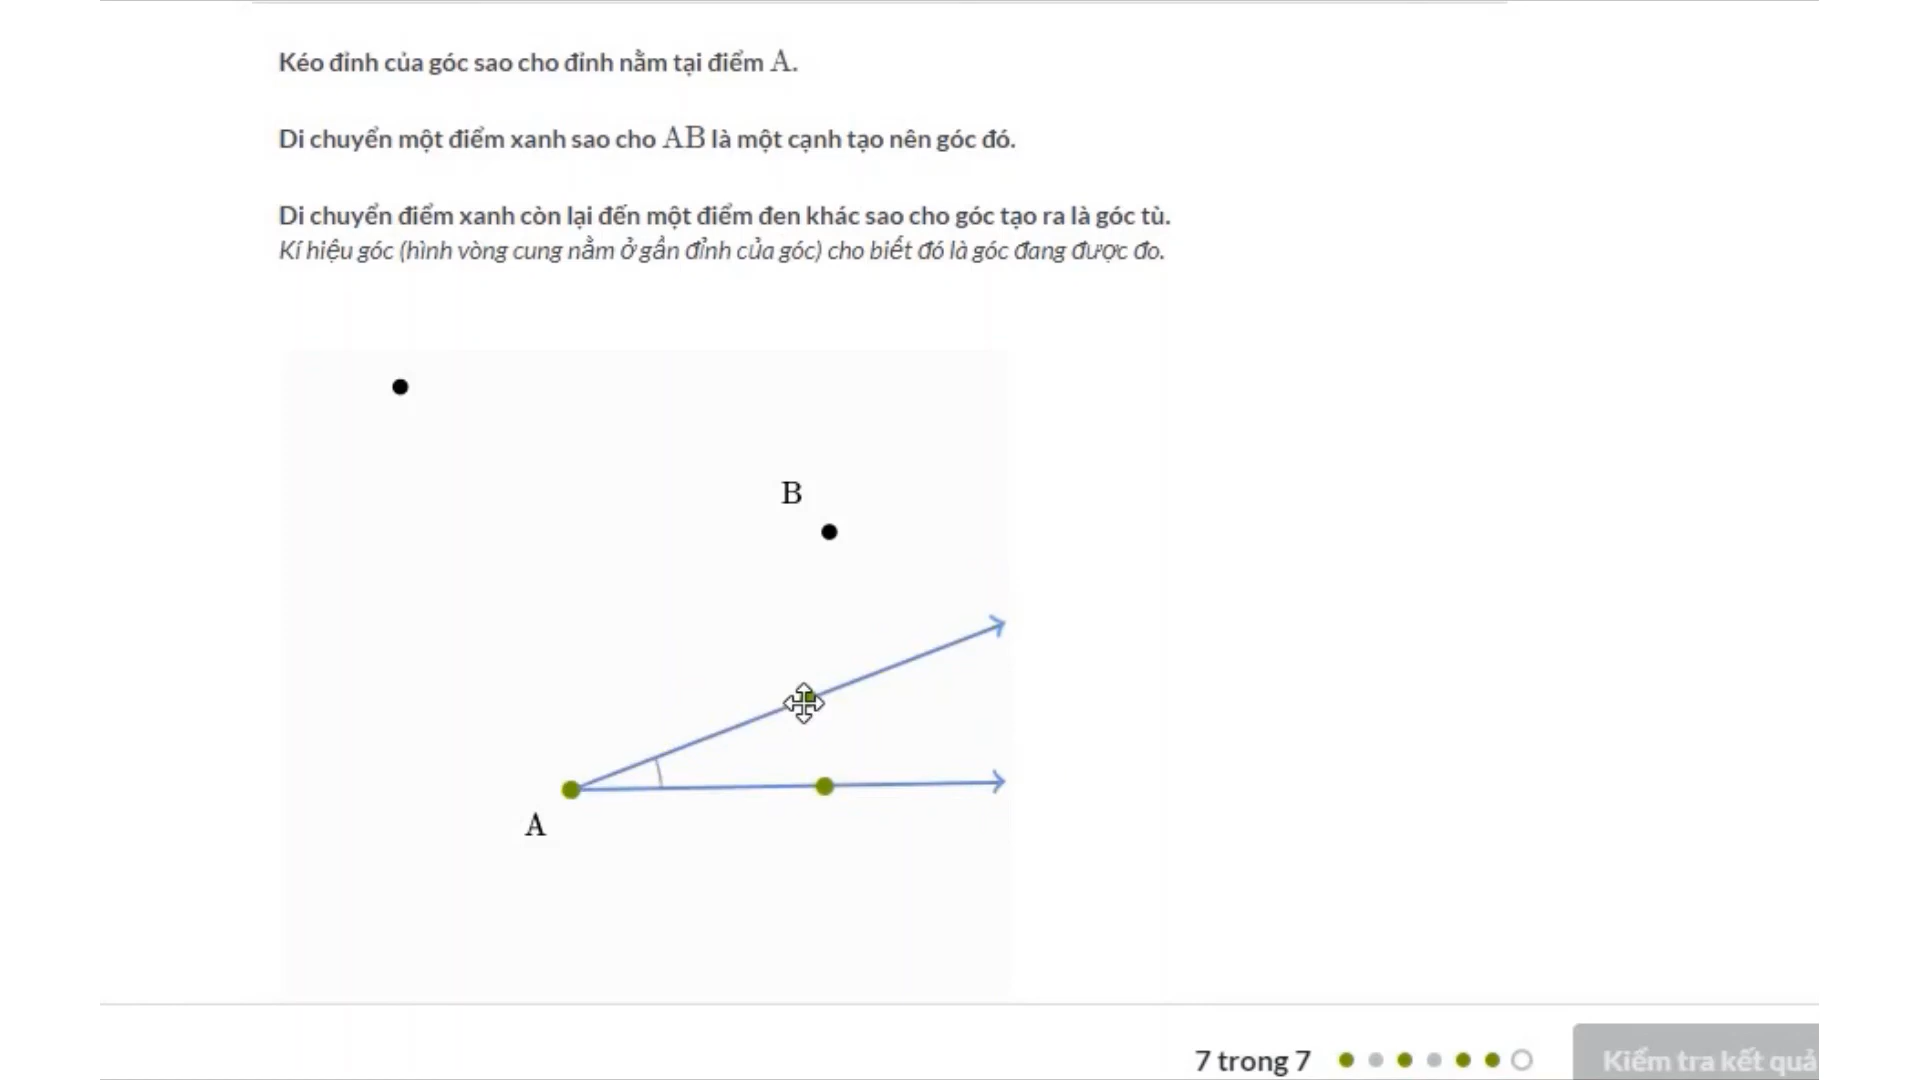 Kéo đỉnh của góc sao cho đỉnh nằm tại điểm A.
Di chuyển một điểm xanh sao cho AB là một cạnh tạo nên góc đó.
Di chuyển điểm xanh còn lại đến một điểm đen khác sao cho góc tạo ra là góc tù.
Kí hiệu góc (hình vòng cung nằm ở gần đỉnh của góc) cho biết đó là góc đang được đo.
B
A
7 trong 7
Kiểm tra kết quả